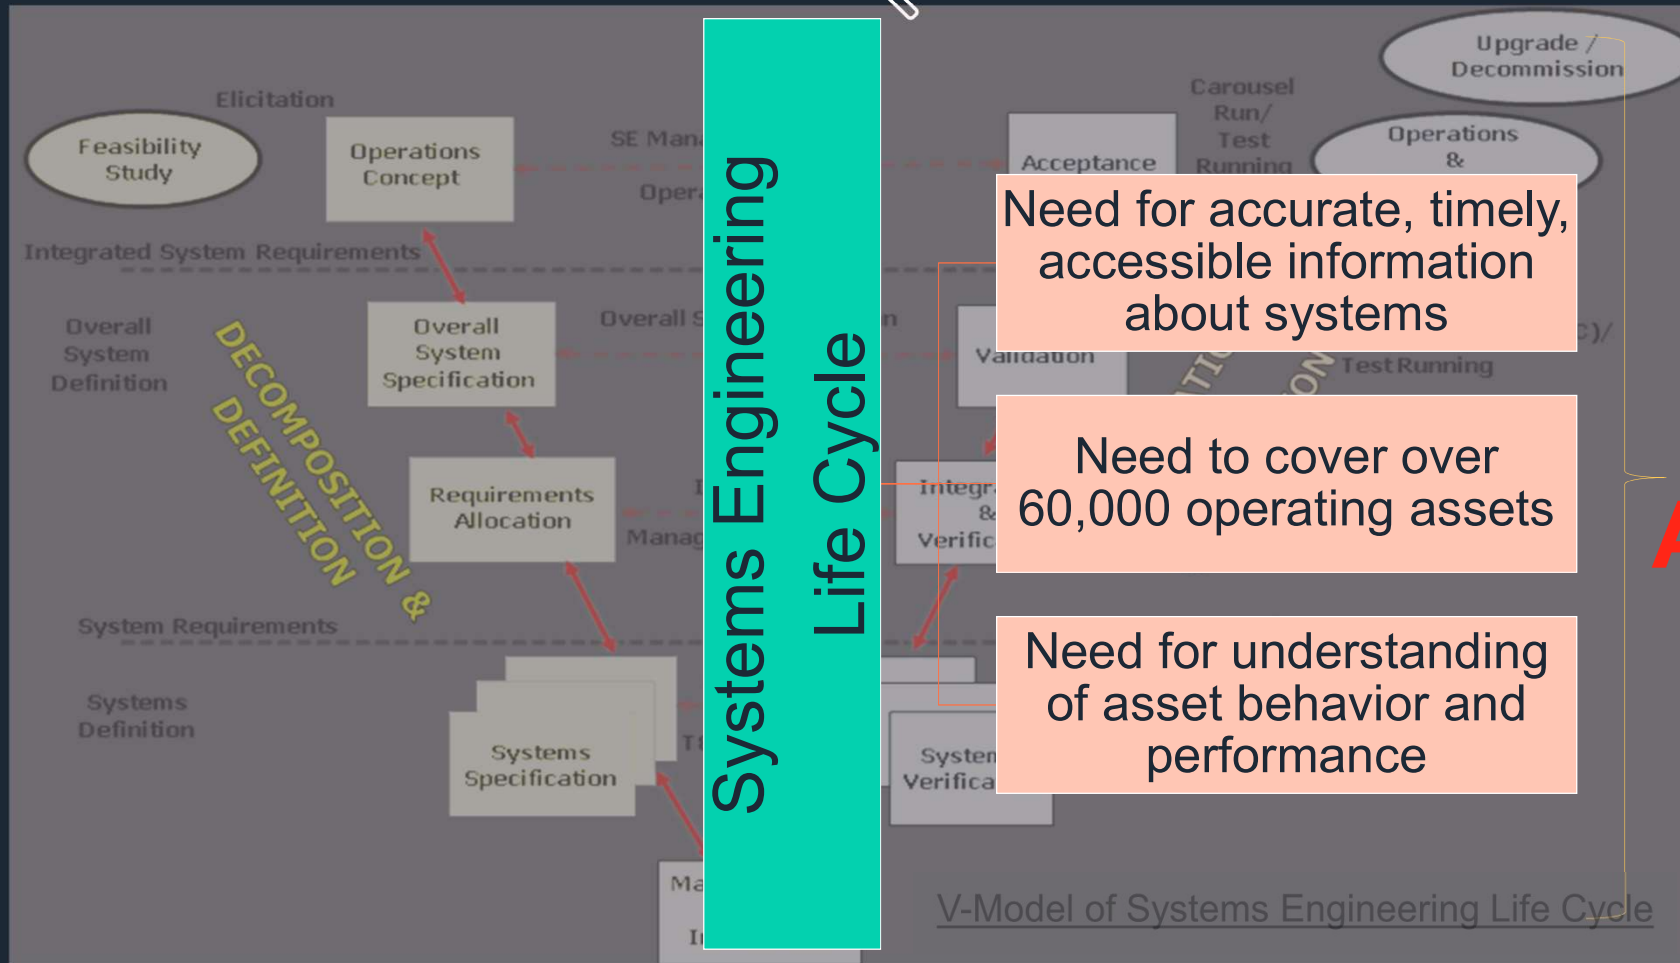 Upgrade /
Decommission
Elicitation
Carousel
Run/
Test
Running
Feasibility
Study
Operations
Concept
SE
Acceptance
Operations
&
Integrated System Requirements
Overall
System
Definition
DECOMPOSITION &
DEFINITION
Overall
System
Specification
Overall
Validation
Test Running
Requirements
Allocation
&
System Requirements
Systems
Definition
Systems
Specification
Systems Engineering
Life Cycle
Need for accurate, timely,
accessible information
about systems
Need to cover over
60,000 operating assets
Need for understanding
of asset behavior and
performance
A
V-Model of Systems Engineering Life Cycle